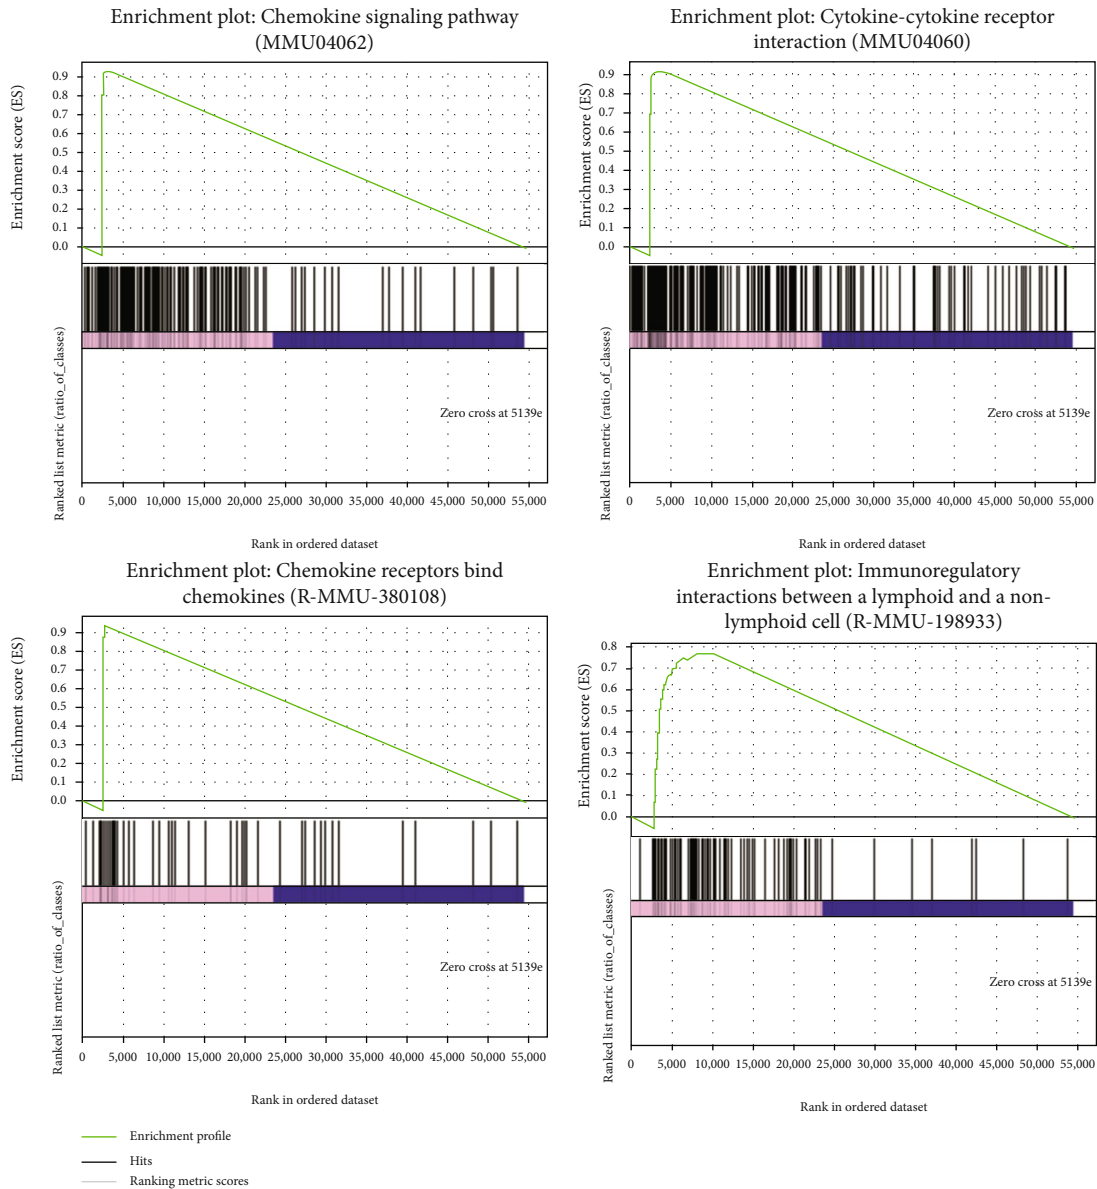 Enrichment plot: Chemokine signaling pathway
(MMU04062)
Enrichment score (ES)
0.9
0.8
0.7
0.6
0.5
0.4
0.3
0.2
0.1
0.0
Ranked list metric (ratio_of_classes)
Zero cross at 5139e
0 5,000 10,000 15,000 20,000 25,000 30,000 35,000 40,000 45,000 50,000 55,000
Rank in ordered dataset
Enrichment plot: Cytokine-cytokine receptor
interaction (MMU04060)
Enrichment score (ES)
0.9
0.8
0.7
0.6
0.5
0.4
0.3
0.2
0.1
0.0
Ranked list metric (ratio_of_classes)
Zero cross at 5139e
0 5,000 10,000 15,000 20,000 25,000 30,000 35,000 40,000 45,000 50,000 55,000
Rank in ordered dataset
Enrichment plot: Chemokine receptors bind
chemokines (R-MMU-380108)
Enrichment score (ES)
0.9
0.8
0.7
0.6
0.5
0.4
0.3
0.2
0.1
0.0
Ranked list metric (ratio_of_classes)
Zero cross at 5139e
0 5,000 10,000 15,000 20,000 25,000 30,000 35,000 40,000 45,000 50,000 55,000
Rank in ordered dataset
Enrichment plot: Immunoregulatory
interactions between a lymphoid and a non-
lymphoid cell (R-MMU-198933)
Enrichment score (ES)
0.8
0.7
0.6
0.5
0.4
0.3
0.2
0.1
0.0
Ranked list metric (ratio_of_classes)
Zero cross at 5139e
0 5,000 10,000 15,000 20,000 25,000 30,000 35,000 40,000 45,000 50,000 55,000
Rank in ordered dataset
Enrichment profile
Hits
Ranking metric scores